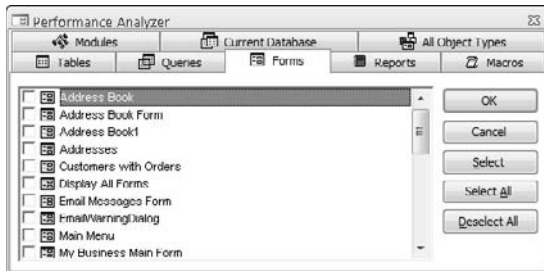 Performance Analyzer
Modules
Current Database
All Object Types
Tables
Queries
Forms
Reports
Macros
Address Book
Address Book Form
Address Book1
Addresses
Customers with Orders
Display All Forms
Email Messages Form
EmailWarningDialog
Main Menu
My Business Main Form
OK
Cancel
Select
Select All
Deselect All